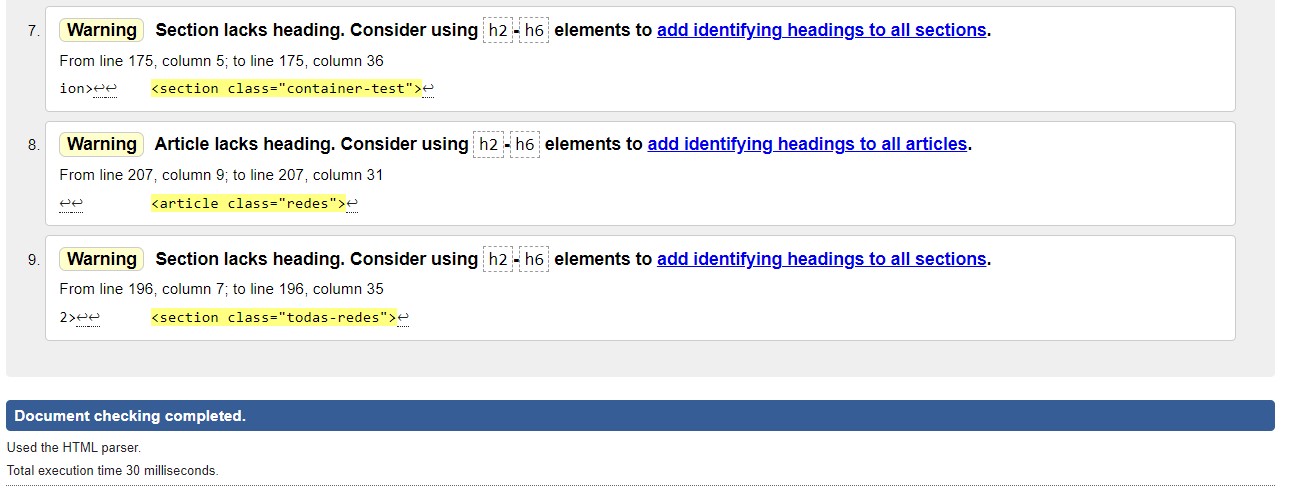 7. Warning Section lacks heading. Consider using h2-h6 elements to add identifying headings to all sections.
From line 175, column 5; to line 175, column 36
ion>↩↩    <section class="container-test">↩
8. Warning Article lacks heading. Consider using h2-h6 elements to add identifying headings to all articles.
From line 207, column 9; to line 207, column 31
↩↩        <article class="redes">↩
9. Warning Section lacks heading. Consider using h2-h6 elements to add identifying headings to all sections.
From line 196, column 7; to line 196, column 35
2>↩↩      <section class="todas-redes">↩
Document checking completed.
Used the HTML parser.
Total execution time 30 milliseconds.